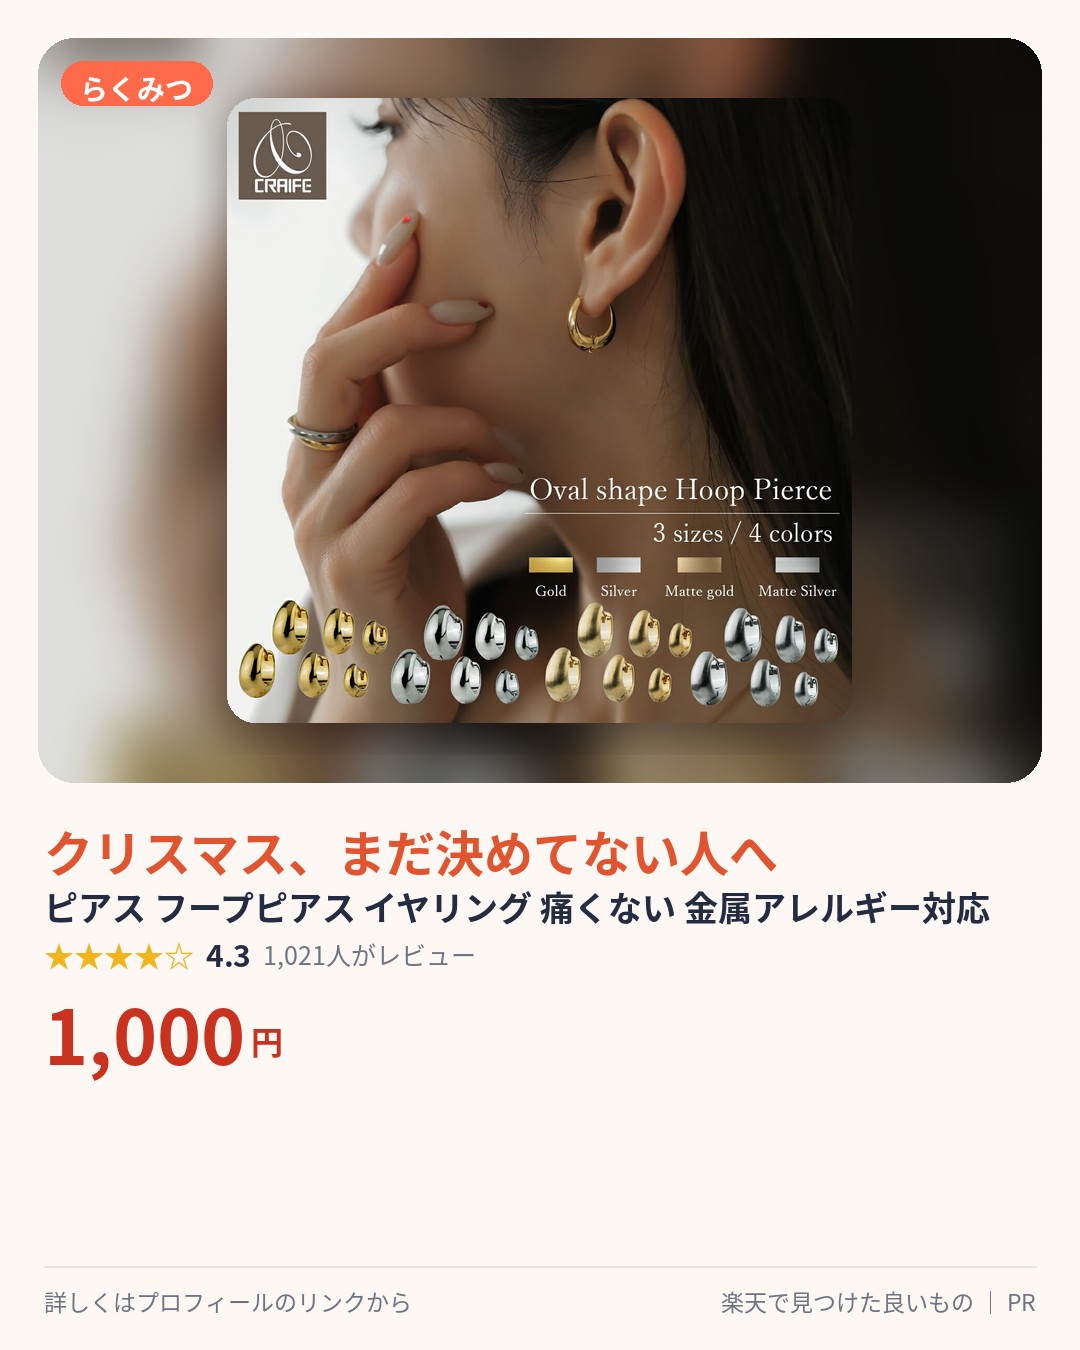 らくみつ
CRAIFE
Oval shape Hoop Pierce
3 sizes / 4 colors
Gold Silver Matte gold Matte Silver
クリスマス、まだ決めてない人へ
ピアス フープピアス イヤリング 痛くない 金属アレルギー対応
★★★★☆ 4.3 1,021人がレビュー
1,000円
詳しくはプロフィールのリンクから
楽天で見つけた良いもの｜PR